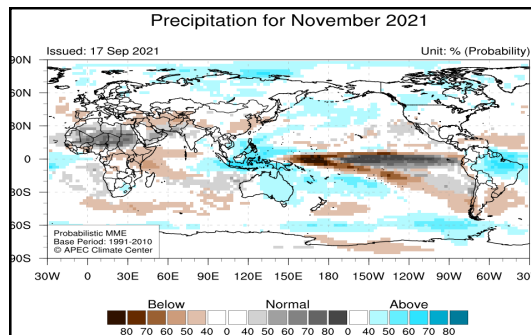 Precipitation for November 2021
Issued: 17 Sep 2021 Unit: % (Probability)
90N
60N
30N
0
30S
60S
90S
Probabilistic MME
Base Period: 1991-2010
© APEC Climate Center
30W 0 30E 60E 90E 120E 150E 180 150W 120W 90W 60W 30W
Below Normal Above
80 70 60 50 40 0 40 50 60 70 80 0 40 50 60 70 80